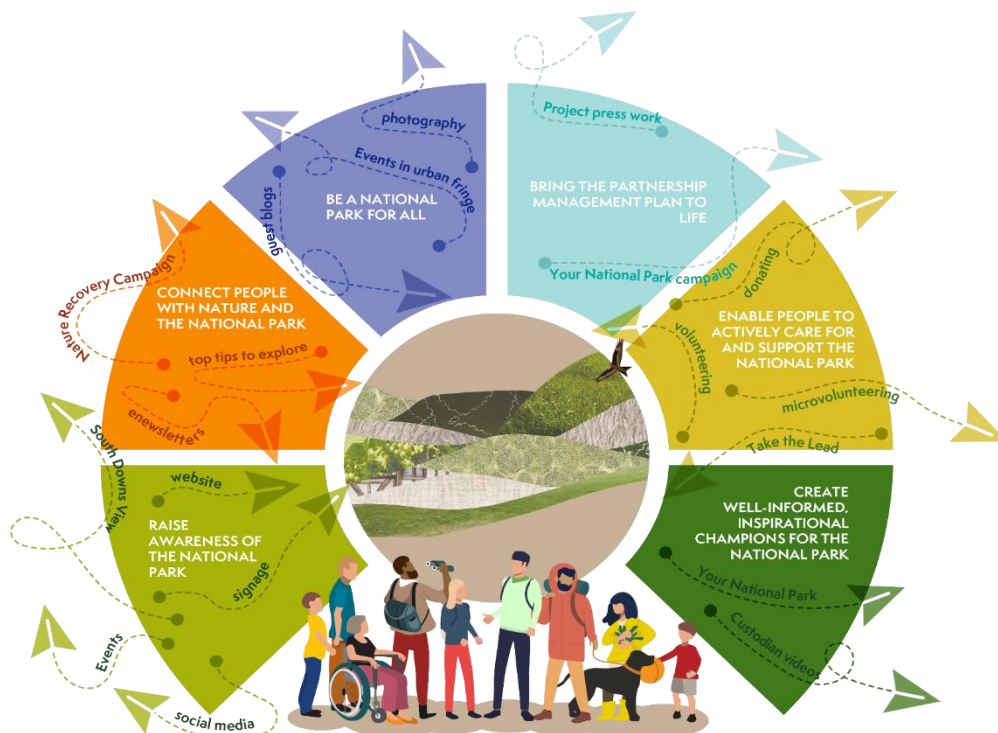 RAISE
AWARENESS OF
THE NATIONAL
PARK
website
South Downs View
signage
Events
social media
CONNECT PEOPLE
WITH NATURE AND
THE NATIONAL PARK
Nature Recovery Campaign
top tips to explore
enewsletters
BE A NATIONAL
PARK FOR ALL
photography
Events in urban fringe
guest blogs
BRING THE PARTNERSHIP
MANAGEMENT PLAN TO
LIFE
Project press work
Your National Park campaign
ENABLE PEOPLE TO
ACTIVELY CARE FOR
AND SUPPORT THE
NATIONAL PARK
donating
volunteering
microvolunteering
Take the Lead
CREATE
WELL-INFORMED,
INSPIRATIONAL
CHAMPIONS FOR THE
NATIONAL PARK
Your National Park
Custodian videos